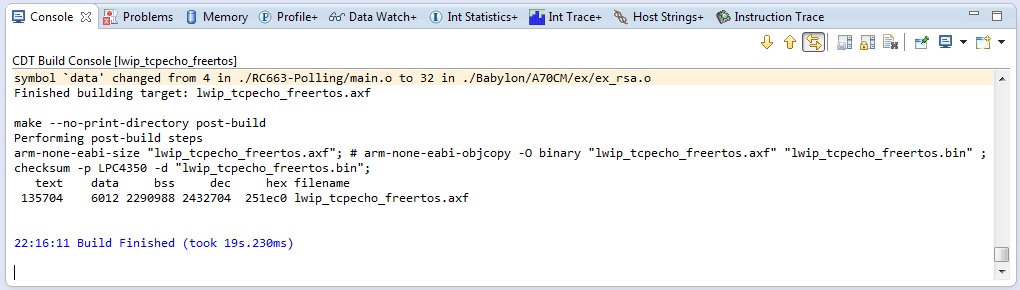 Console Problems Memory Profile+ Data Watch+ Int Statistics+ Int Trace+ Host Strings+ Instruction Trace
CDT Build Console [lwip_tcpecho_freertos]
symbol `data' changed from 4 in ./RC663-Polling/main.o to 32 in ./Babylon/A70CM/ex/ex_rsa.o
Finished building target: lwip_tcpecho_freertos.axf
make --no-print-directory post-build
Performing post-build steps
arm-none-eabi-size "lwip_tcpecho_freertos.axf"; # arm-none-eabi-objcopy -O binary "lwip_tcpecho_freertos.axf" "lwip_tcpecho_freertos.bin" ;
checksum -p LPC4350 -d "lwip_tcpecho_freertos.bin";
text data bss dec hex filename
135704 6012 2290988 2432704 251ec0 lwip_tcpecho_freertos.axf
22:16:11 Build Finished (took 19s.230ms)